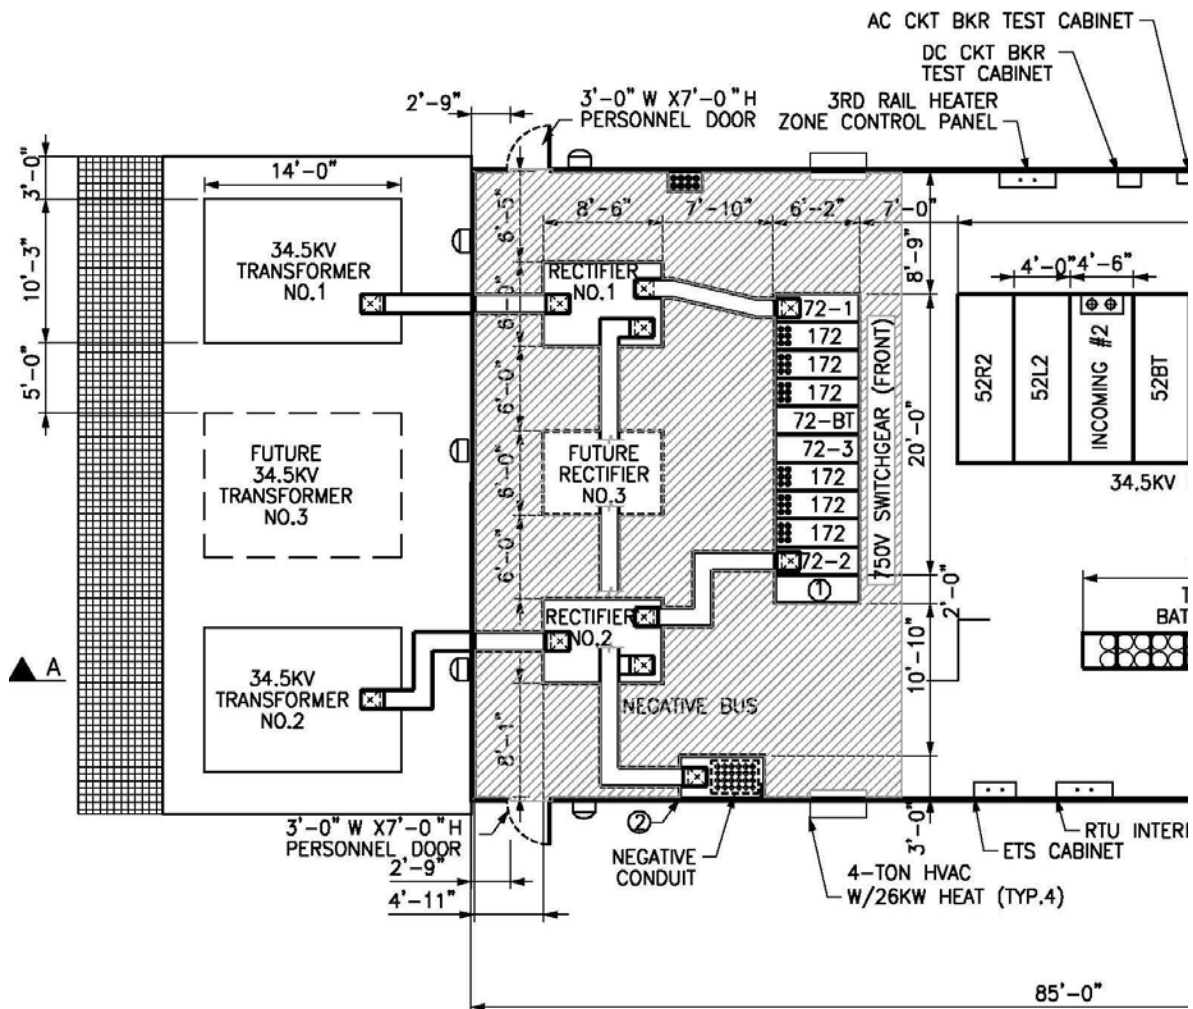 AC CKT BKR TEST CABINET
DC CKT BKR
TEST CABINET
2'-9"
3'-0" W X7'-0"H
PERSONNEL DOOR
3RD RAIL HEATER
ZONE CONTROL PANEL
3'-0"
14'-0"
6'-5"
8'-6"
7'-10"
6'-2"
7'-0"
8'-9"
10'-3"
34.5KV
TRANSFORMER
NO.1
RECTIFIER
NO.1
6'-0"
4'-0"
4'-6"
72-1
172
172
172
72-BT
72-3
172
172
172
72-2
1
750V SWITCHGEAR (FRONT)
20'-0"
52R2
52L2
INCOMING #2
52BT
34.5KV
5'-0"
6'-0"
FUTURE
34.5KV
TRANSFORMER
NO.3
6'-0"
FUTURE
RECTIFIER
NO.3
6'-0"
2'-0"
T
BAT
RECTIFIER
NO.2
A
34.5KV
TRANSFORMER
NO.2
NEGATIVE BUS
10'-10"
8'-1"
3'-0" W X7'-0"H
PERSONNEL DOOR
2
3'-0"
RTU INTER
ETS CABINET
2'-9"
NEGATIVE
CONDUIT
4-TON HVAC
W/26KW HEAT (TYP.4)
4'-11"
85'-0"